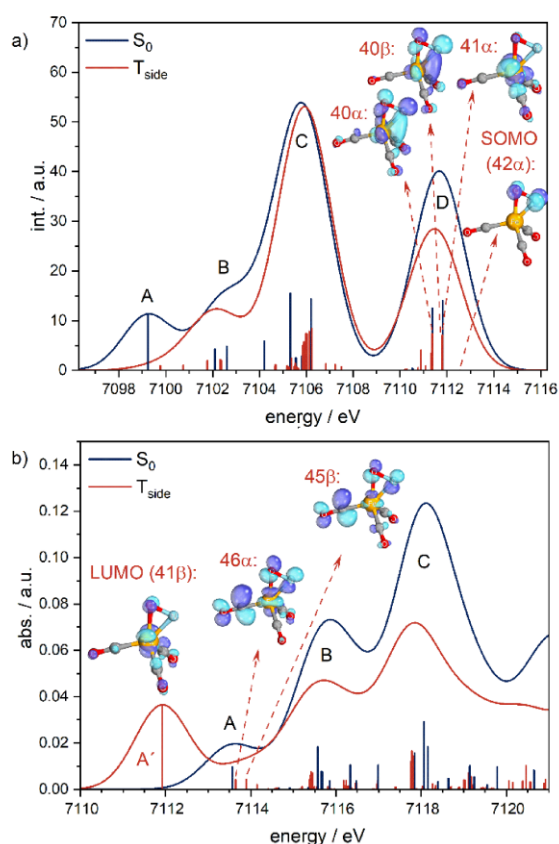 a)
70
60
50
40
30
20
10
0
int. / a.u.
S0
Tside
40β:
41α:
40α:
SOMO
(42α):
A
B
C
D
7098 7100 7102 7104 7106 7108 7110 7112 7114 7116
energy / eV
b)
0.14
0.12
0.10
0.08
0.06
0.04
0.02
0.00
abs. / a.u.
S0
Tside
45β:
46α:
LUMO (41β):
A´
A
B
C
7110 7112 7114 7116 7118 7120
energy / eV